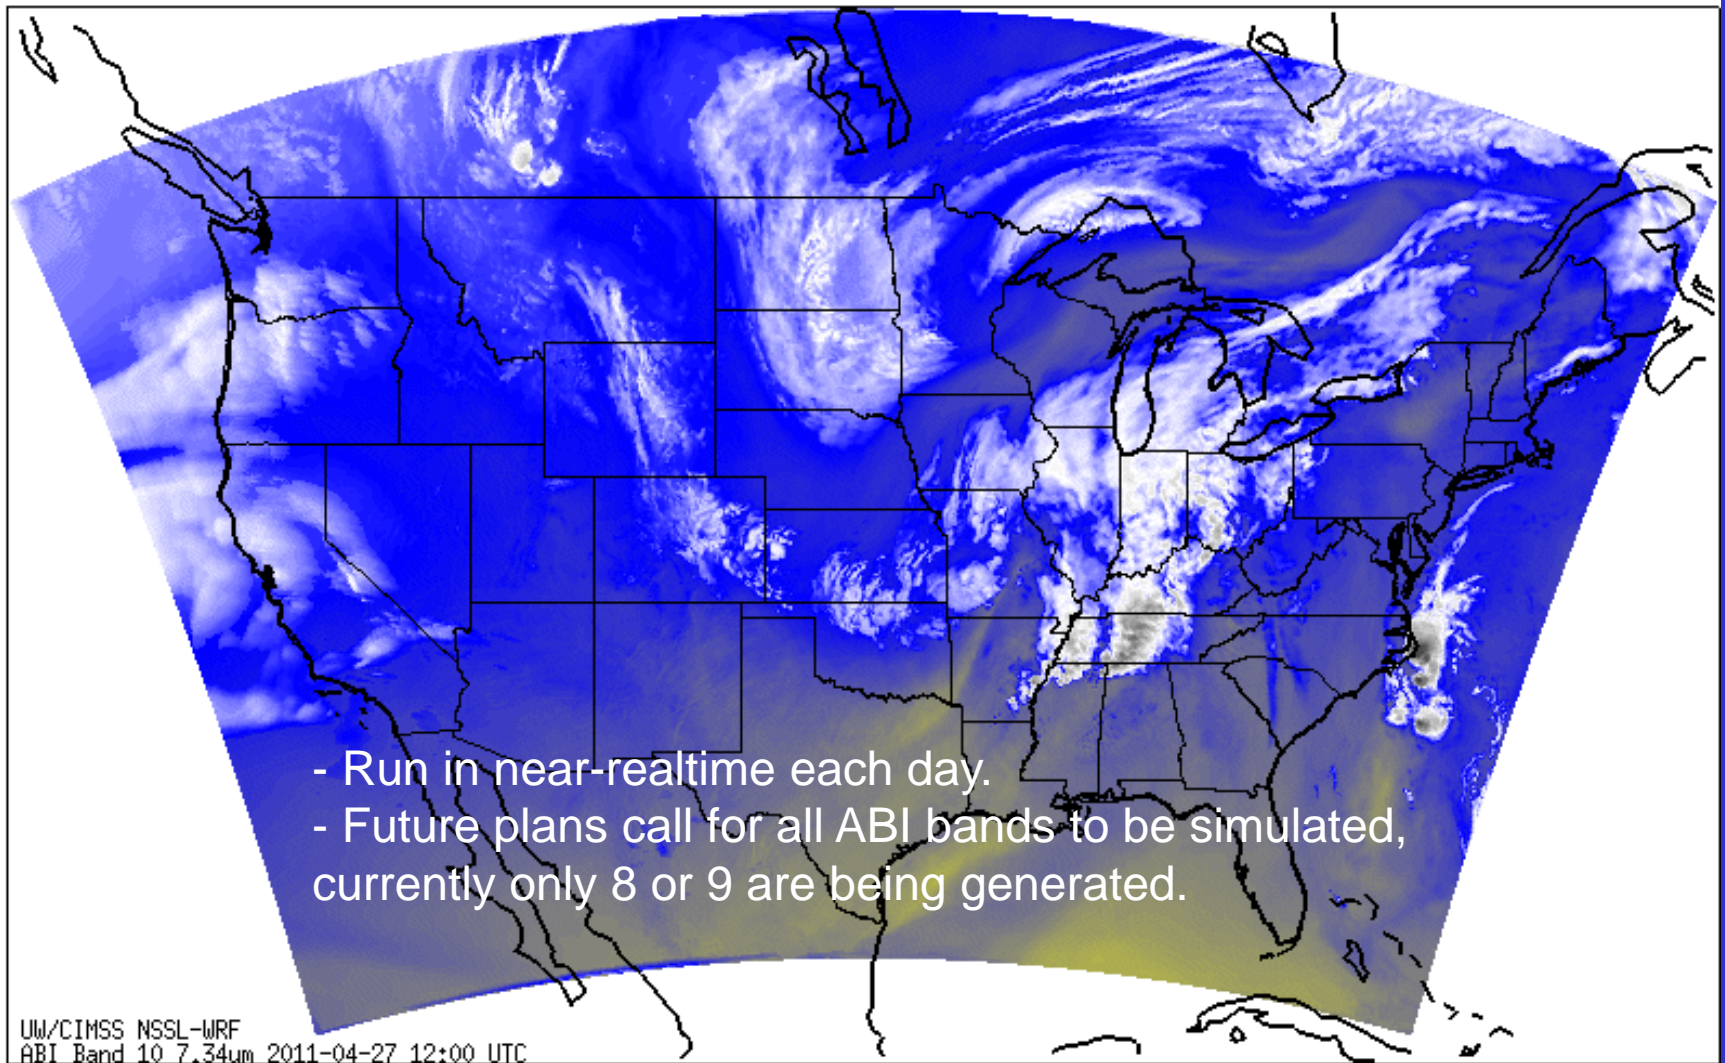 - Run in near-realtime each day.
- Future plans call for all ABI bands to be simulated,
currently only 8 or 9 are being generated.
UW/CIMSS NSSL-WRF
ABI Band 10 7.34um 2011-04-27 12:00 UTC